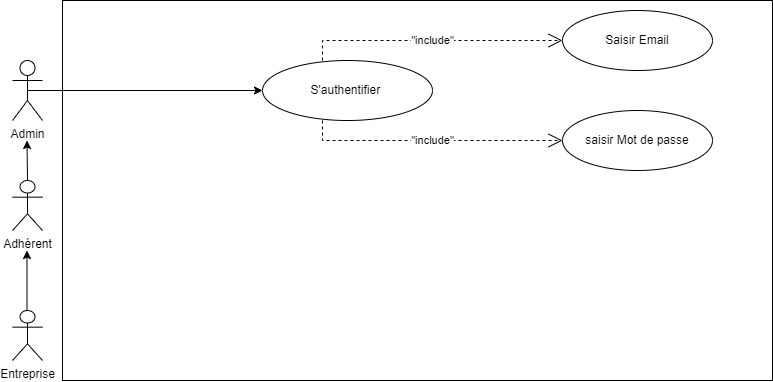 "include"
Saisir Email
S'authentifier
Admin
"include"
saisir Mot de passe
Adhérent
Entreprise